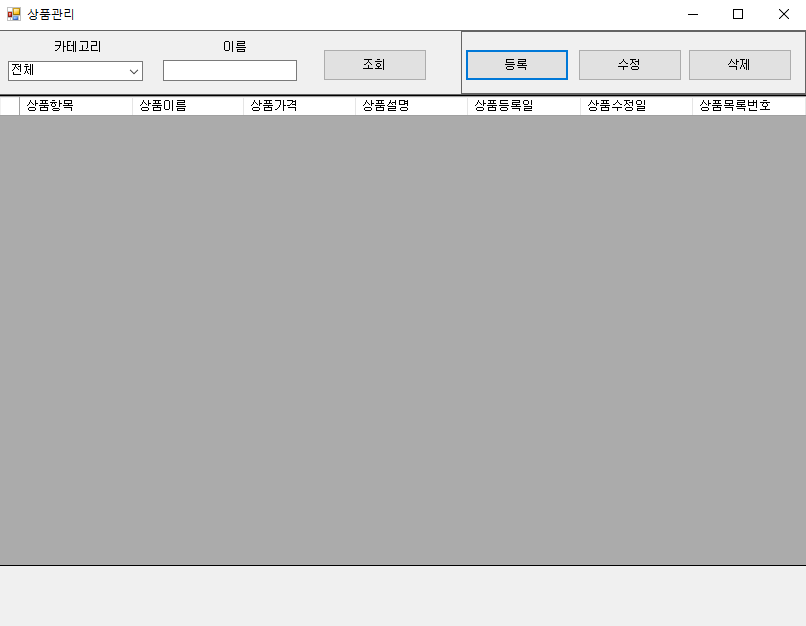 상품관리
카테고리 이름
전체 조회 등록 수정 삭제
상품항목 상품이름 상품가격 상품설명 상품등록일 상품수정일 상품목록번호